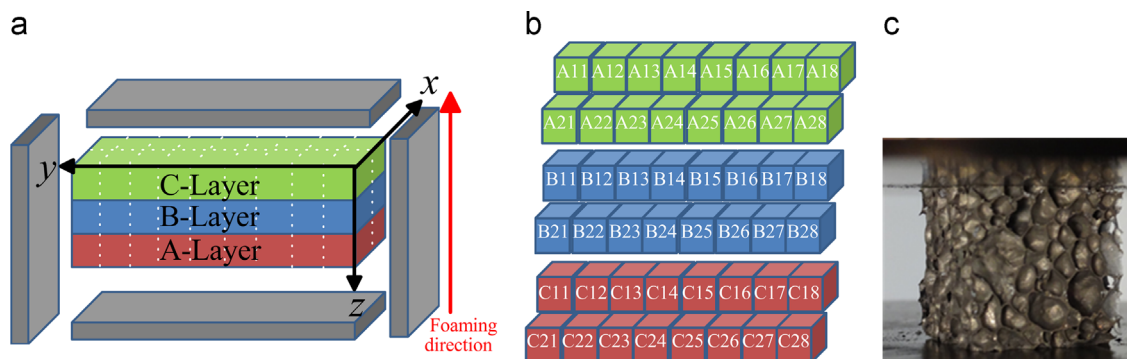 a
b
c
x
y
C-Layer
B-Layer
A-Layer
z
Foaming
direction
A11 A12 A13 A14 A15 A16 A17 A18
A21 A22 A23 A24 A25 A26 A27 A28
B11 B12 B13 B14 B15 B16 B17 B18
B21 B22 B23 B24 B25 B26 B27 B28
C11 C12 C13 C14 C15 C16 C17 C18
C21 C22 C23 C24 C25 C26 C27 C28